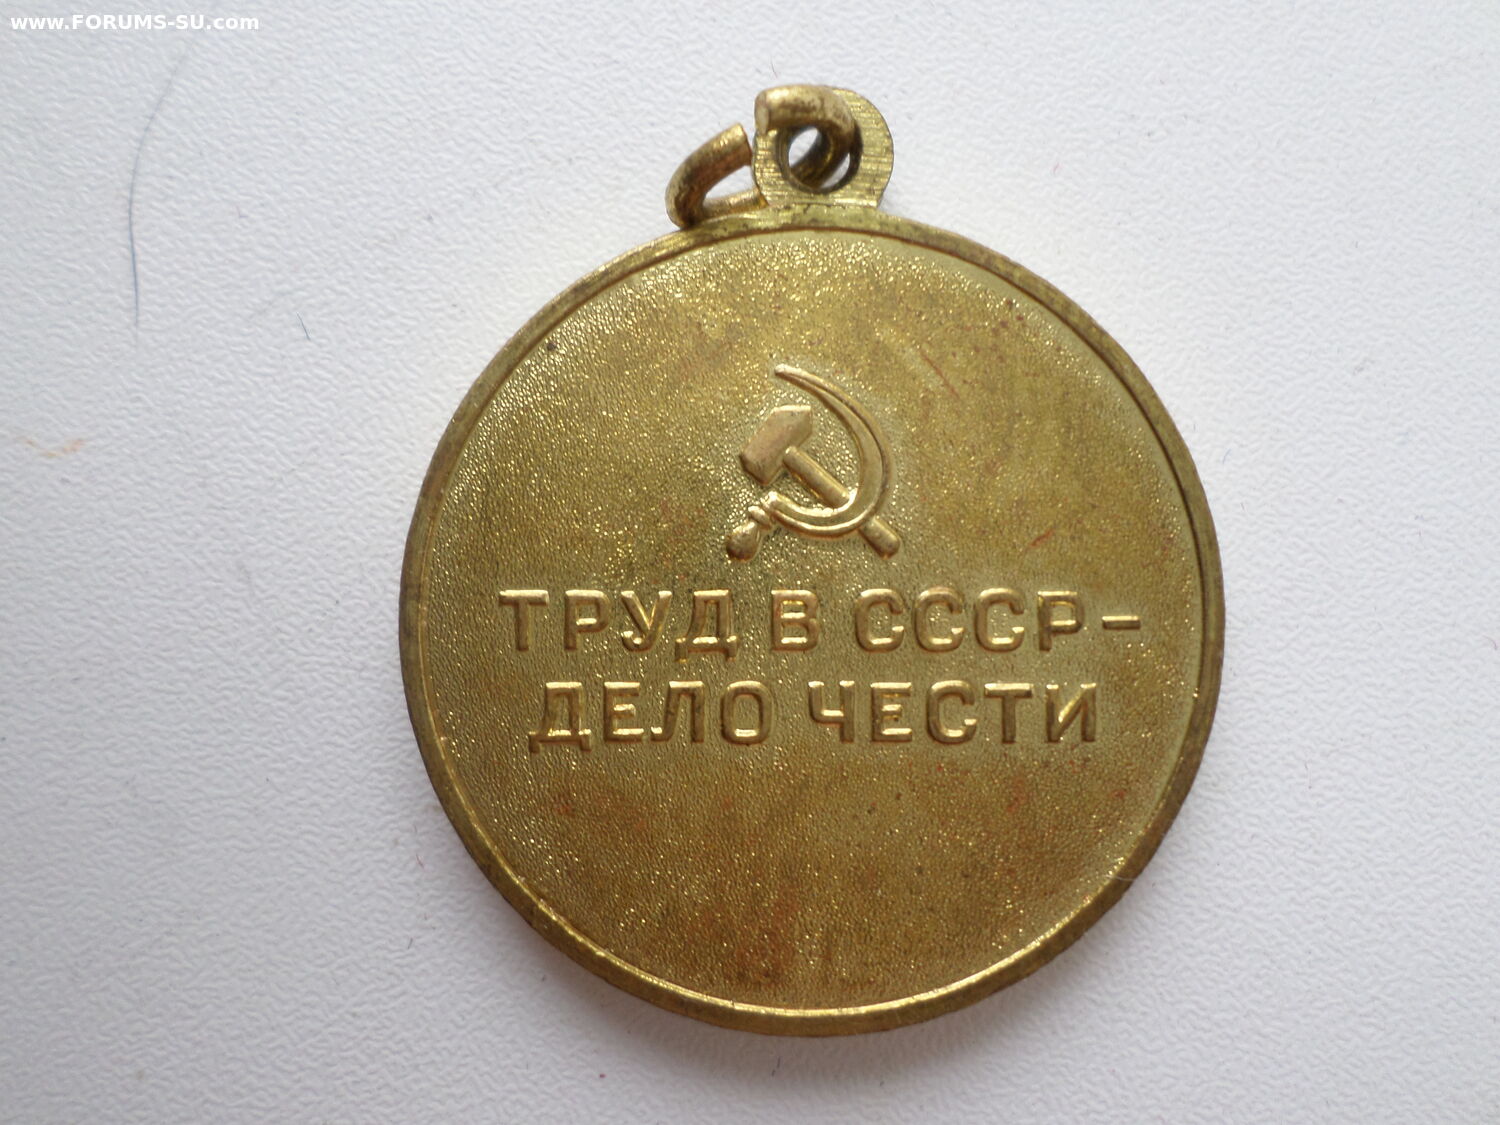 www.FORUMS-SU.com
ТРУД В СССР-
ДЕЛО ЧЕСТИ